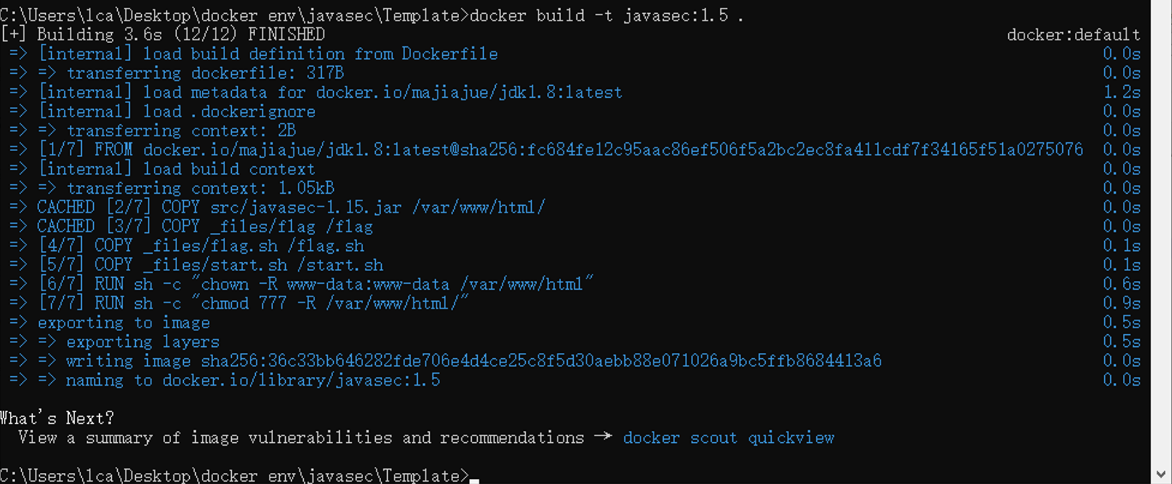 C:\Users\lca\Desktop\docker env\javasec\Template>docker build -t javasec:1.5 .
[+] Building 3.6s (12/12) FINISHED docker:default
=> [internal] load build definition from Dockerfile 0.0s
=> => transferring dockerfile: 317B 0.0s
=> [internal] load metadata for docker.io/majiajue/jdk1.8:latest 1.2s
=> [internal] load .dockerignore 0.0s
=> => transferring context: 2B 0.0s
=> [1/7] FROM docker.io/majiajue/jdk1.8:latest@sha256:fc684fe12c95aac86ef506f5a2bc2ec8fa411cdf7f34165f51a0275076 0.0s
=> [internal] load build context 0.0s
=> => transferring context: 1.05kB 0.0s
=> CACHED [2/7] COPY src/javasec-1.15.jar /var/www/html/ 0.0s
=> CACHED [3/7] COPY _files/flag /flag 0.0s
=> [4/7] COPY _files/flag.sh /flag.sh 0.1s
=> [5/7] COPY _files/start.sh /start.sh 0.1s
=> [6/7] RUN sh -c "chown -R www-data:www-data /var/www/html" 0.6s
=> [7/7] RUN sh -c "chmod 777 -R /var/www/html/" 0.9s
=> exporting to image 0.5s
=> => exporting layers 0.5s
=> => writing image sha256:36c33bb646282fde706e4d4ce25c8f5d30aebb88e071026a9bc5ffb8684413a6 0.0s
=> => naming to docker.io/library/javasec:1.5 0.0s
What's Next?
View a summary of image vulnerabilities and recommendations → docker scout quickview
C:\Users\lca\Desktop\docker env\javasec\Template>